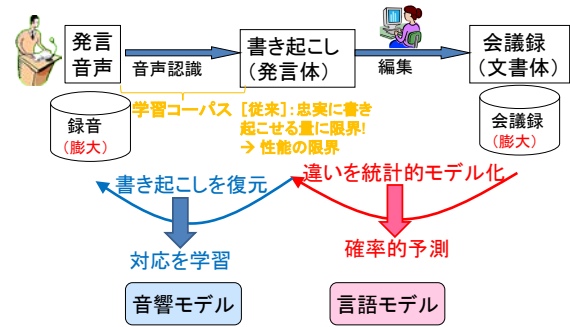 発言
音声
音声認識
書き起こし
(発言体)
編集
会議録
(文書体)
学習コーパス
[従来]:忠実に書き
起こせる量に限界!
→ 性能の限界
録音
(膨大)
会議録
(膨大)
書き起こしを復元
違いを統計的モデル化
対応を学習
確率的予測
音響モデル
言語モデル